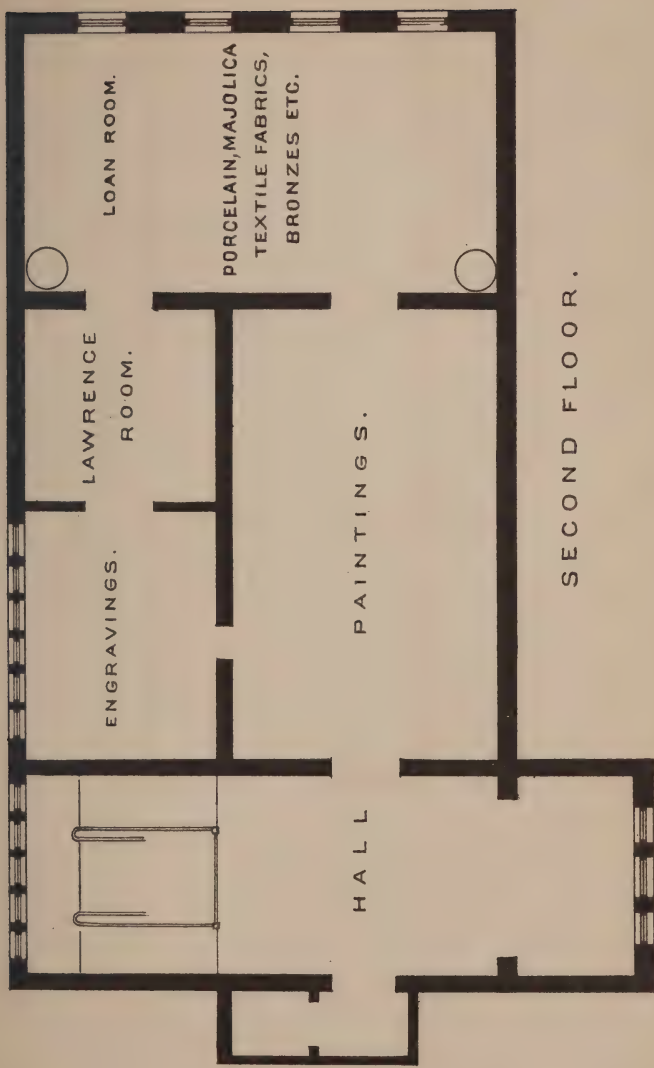 LOAN ROOM.
PORCELAIN, MAJOLICA
TEXTILE FABRICS,
BRONZES ETC.
LAWRENCE
ROOM.
ENGRAVINGS.
PAINTINGS.
HALL
SECOND FLOOR.